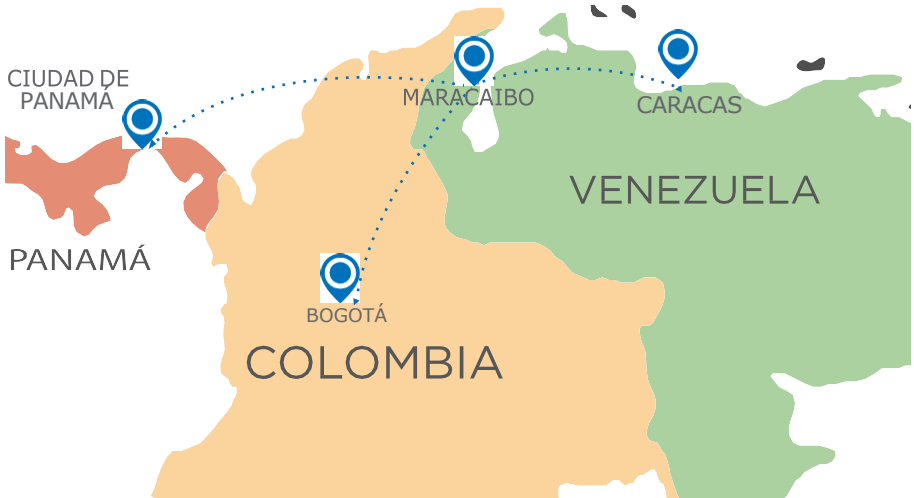 CIUDAD DE
PANAMÁ
MARACAIBO
CARACAS
VENEZUELA
PANAMÁ
BOGOTÁ
COLOMBIA